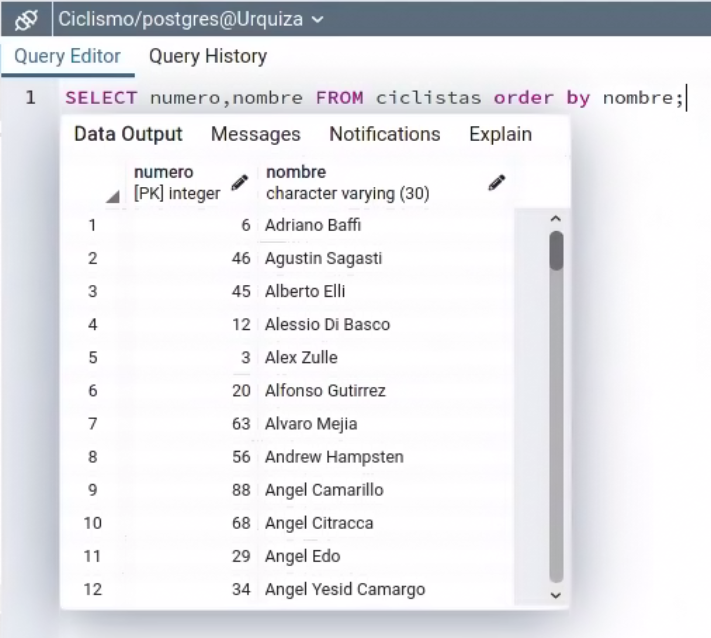 Ciclismo/postgres@Urquiza
Query Editor Query History
1 SELECT numero,nombre FROM ciclistas order by nombre;
Data Output Messages Notifications Explain
numero nombre
[PK] integer character varying (30)
1 6 Adriano Baffi
2 46 Agustin Sagasti
3 45 Alberto Elli
4 12 Alessio Di Basco
5 3 Alex Zulle
6 20 Alfonso Gutirrez
7 63 Alvaro Mejia
8 56 Andrew Hampsten
9 88 Angel Camarillo
10 68 Angel Citracca
11 29 Angel Edo
12 34 Angel Yesid Camargo